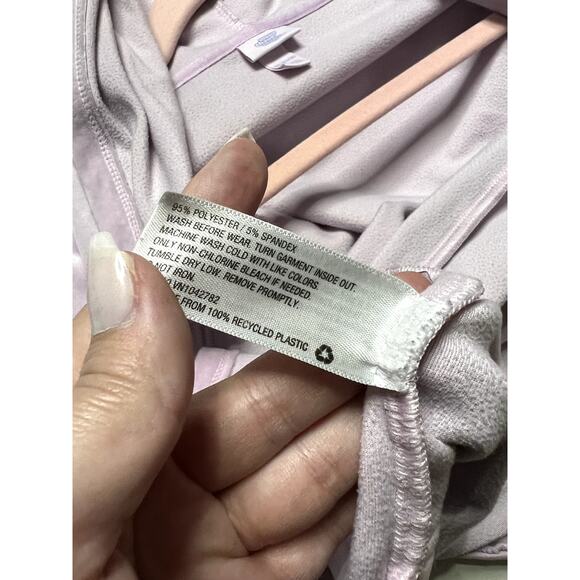 95% POLYESTER / 5% SPANDEX
WASH BEFORE WEAR. TURN GARMENT INSIDE OUT.
MACHINE WASH COLD WITH LIKE COLORS.
ONLY NON-CHLORINE BLEACH IF NEEDED.
TUMBLE DRY LOW. REMOVE PROMPTLY.
NOT IRON.
VN1042782
FROM 100% RECYCLED PLASTIC